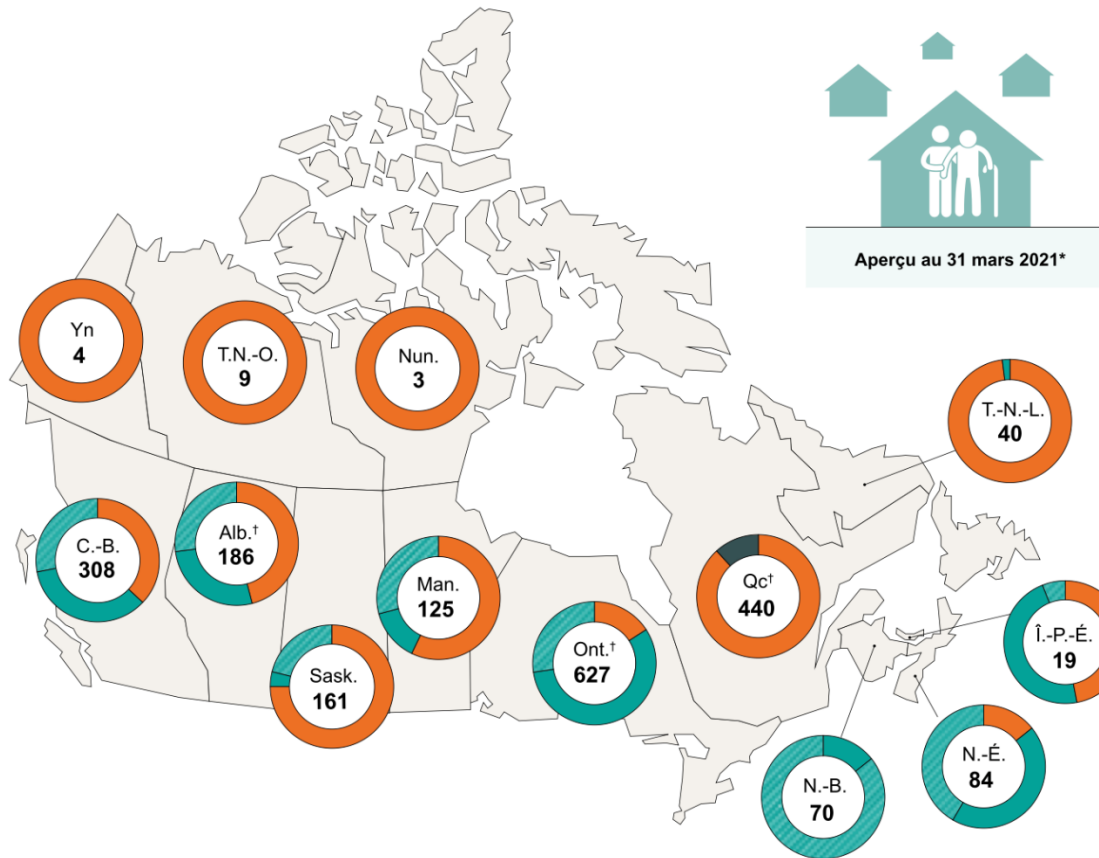 Aperçu au 31 mars 2021*
Yn
4
T.N.-O.
9
Nun.
3
T.-N.-L.
40
C.-B.
308
Alb.†
186
Man.
125
Sask.
161
Ont.†
627
Qc†
440
Î.-P.-É.
19
N.-É.
84
N.-B.
70